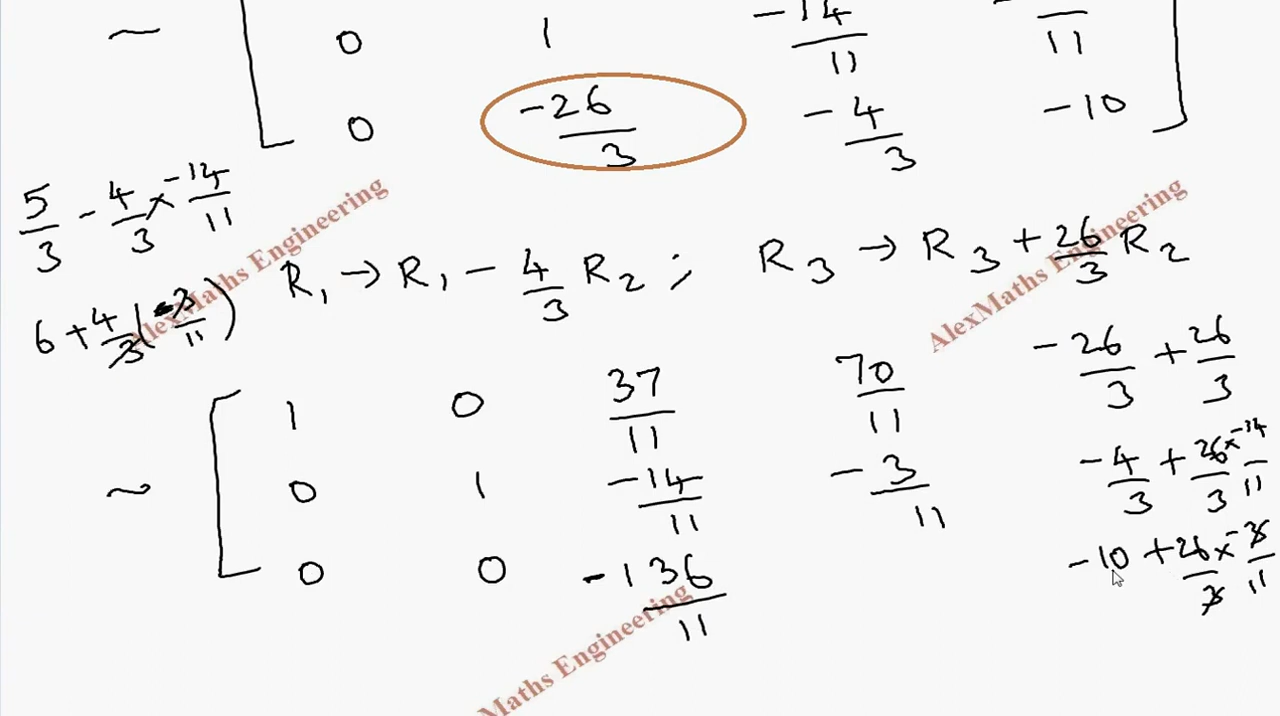 ~ [ 0 1 -14/11 - /11 ]
0 -26/3 -4/3 -10
5/3 - 4/3 × -14/11
R₁ → R₁ - 4/3 R₂ ; R₃ → R₃ + 26/3 R₂
6 + 4/3 (-3/11)
-26/3 + 26/3
~ [ 1 0 37/11 70/11
0 1 -14/11 -3/11
-4/3 + 26/3 × -14/11
0 0 -136/11
-10 + 26/3 × -3/11
AlexMaths Engineering
AlexMaths Engineering
Maths Engineering